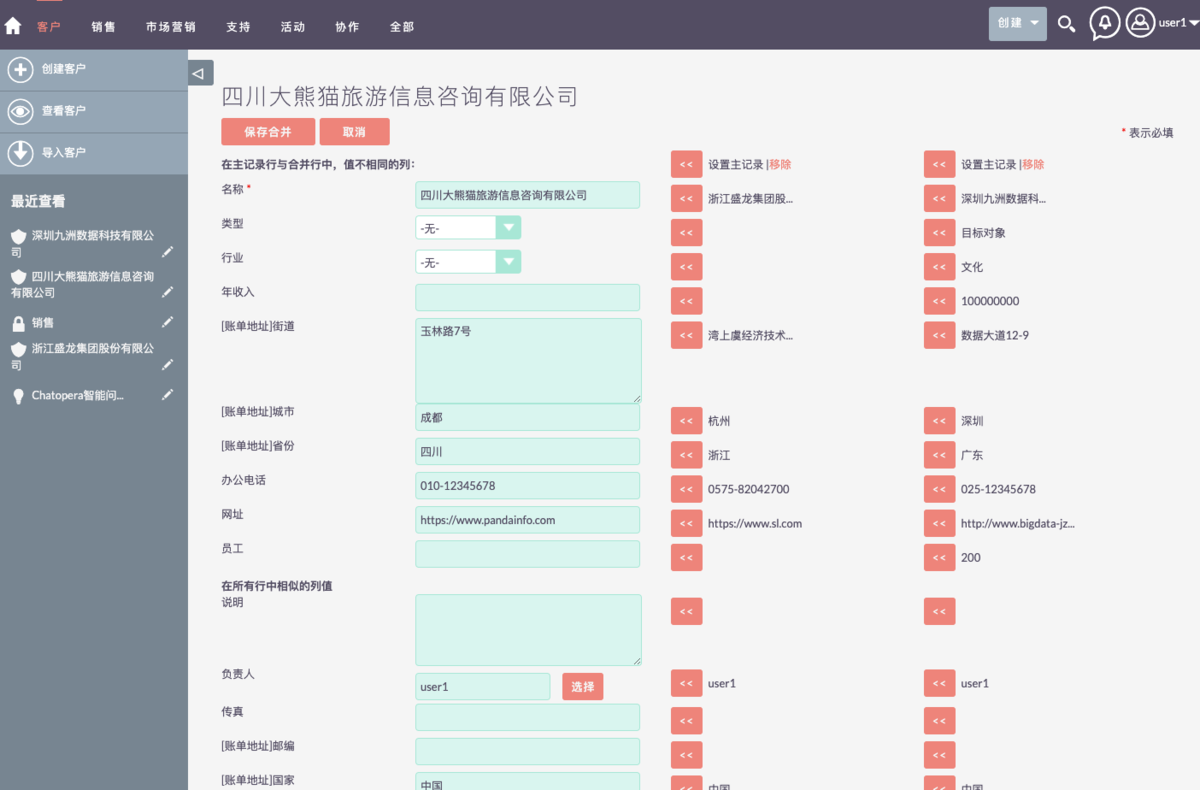 客户 销售 市场营销 支持 活动 协作 全部 创建 user1
创建客户
查看客户
导入客户
最近查看
深圳九洲数据科技有限公
司
四川大熊猫旅游信息咨询
有限公司
销售
浙江盛龙集团股份有限公
司
Chatopera智能问...
四川大熊猫旅游信息咨询有限公司
保存合并 取消
* 表示必填
在主记录行与合并行中，值不相同的列： << 设置主记录 |移除 << 设置主记录 |移除
名称 * 四川大熊猫旅游信息咨询有限公司 << 浙江盛龙集团股... << 深圳九洲数据科...
类型 -无- << << 目标对象
行业 -无- << << 文化
年收入 << << 100000000
[账单地址]街道 玉林路7号 << 湾上虞经济技术... << 数据大道12-9
[账单地址]城市 成都 << 杭州 << 深圳
[账单地址]省份 四川 << 浙江 << 广东
办公电话 010-12345678 << 0575-82042700 << 025-12345678
网址 https://www.pandainfo.com << https://www.sl.com << http://www.bigdata-jz...
员工 << << 200
在所有行中相似的列值
说明 << <<
负责人 user1 选择 << user1 << user1
传真 << <<
[账单地址]邮编 << <<
[账单地址]国家 中国 << 中国 << 中国